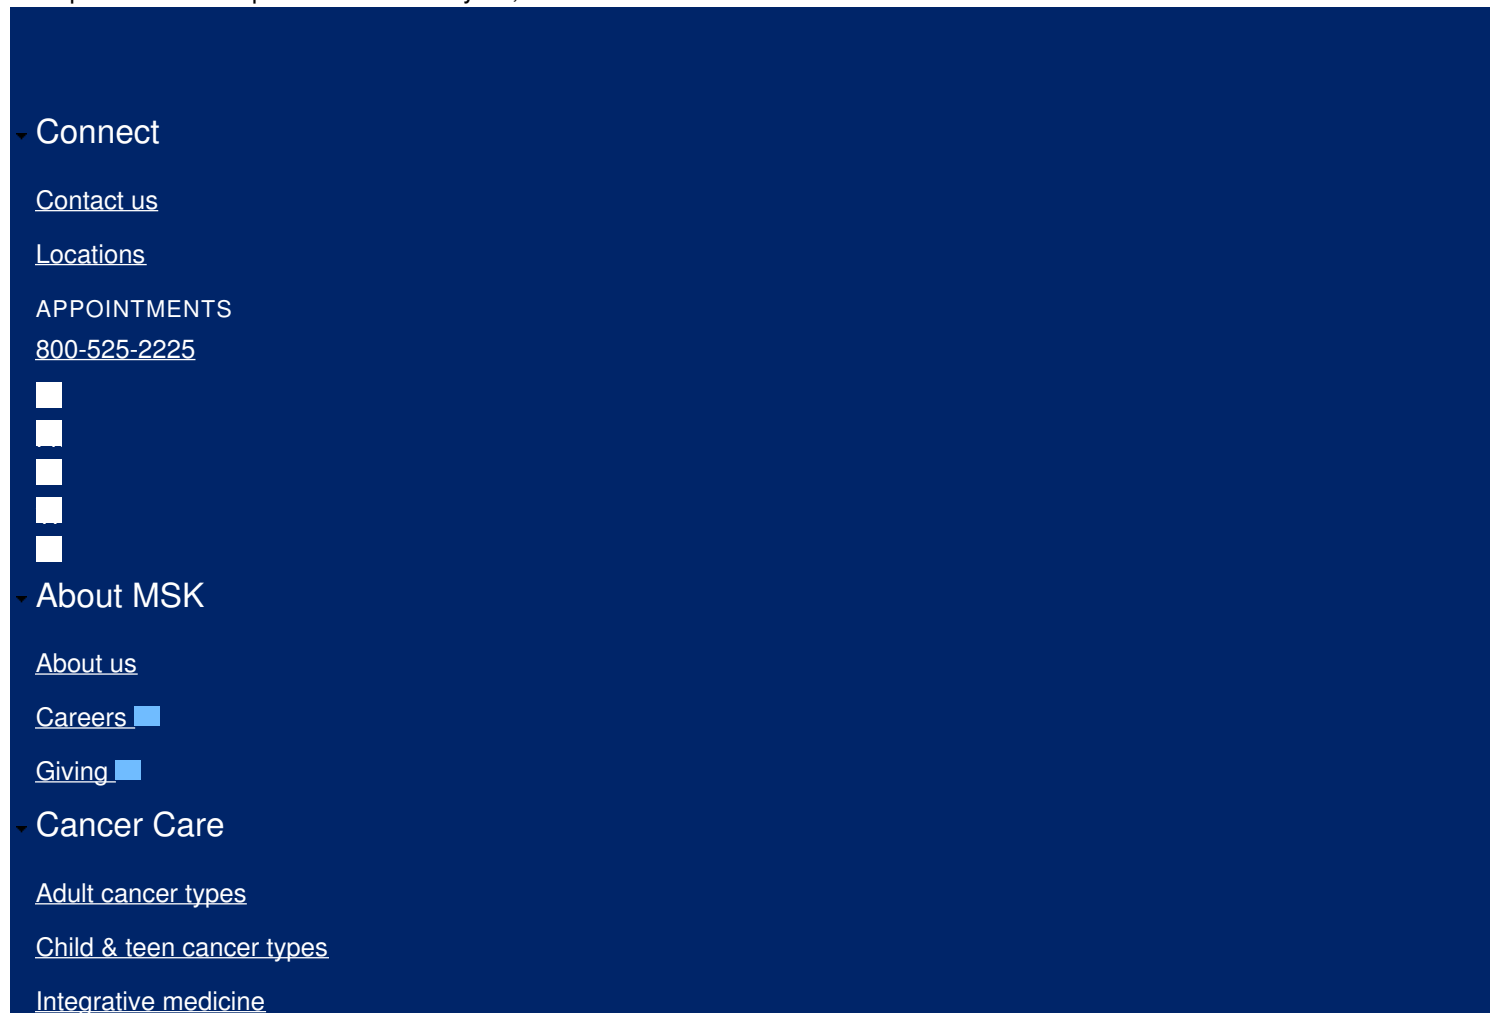 Connect
Contact us
Locations
APPOINTMENTS
800-525-2225
About MSK
About us
Careers
Giving
Cancer Care
Adult cancer types
Child & teen cancer types
Integrative medicine